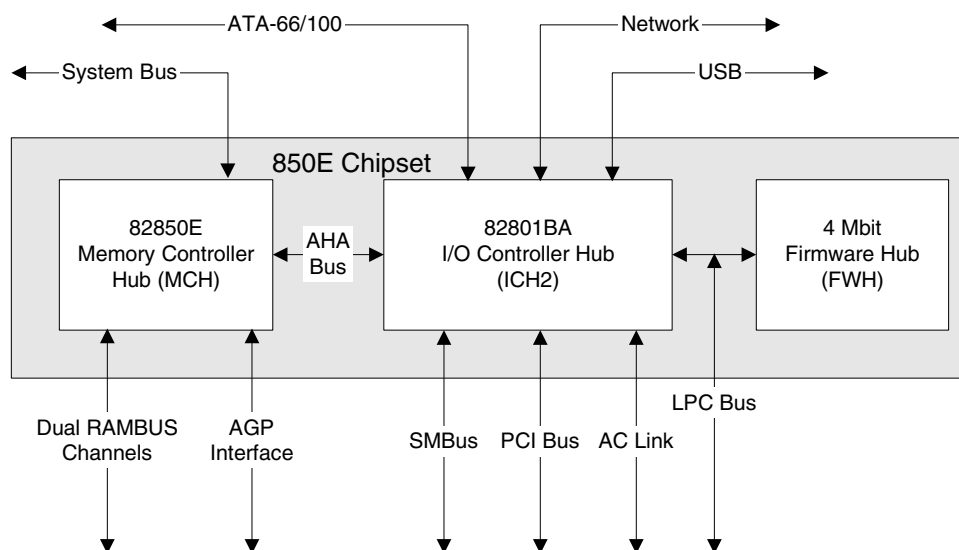 ATA-66/100
Network
System Bus
USB
850E Chipset
82850E
Memory Controller
Hub (MCH)
AHA
Bus
82801BA
I/O Controller Hub
(ICH2)
4 Mbit
Firmware Hub
(FWH)
Dual RAMBUS
Channels
AGP
Interface
SMBus
PCI Bus
AC Link
LPC Bus